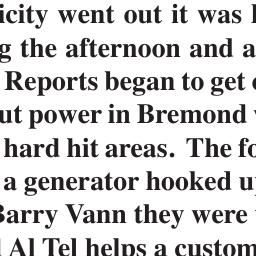 icity went out it was
g the afternoon and a
Reports began to get
ut power in Bremond
hard hit areas. The fo
a generator hooked u
Barry Vann they were
Al Tel helps a custom